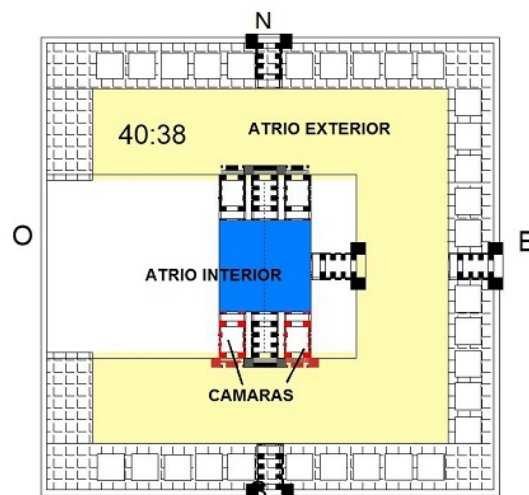 N
40:38
ATRIO EXTERIOR
O
E
ATRIO INTERIOR
CAMARAS
S